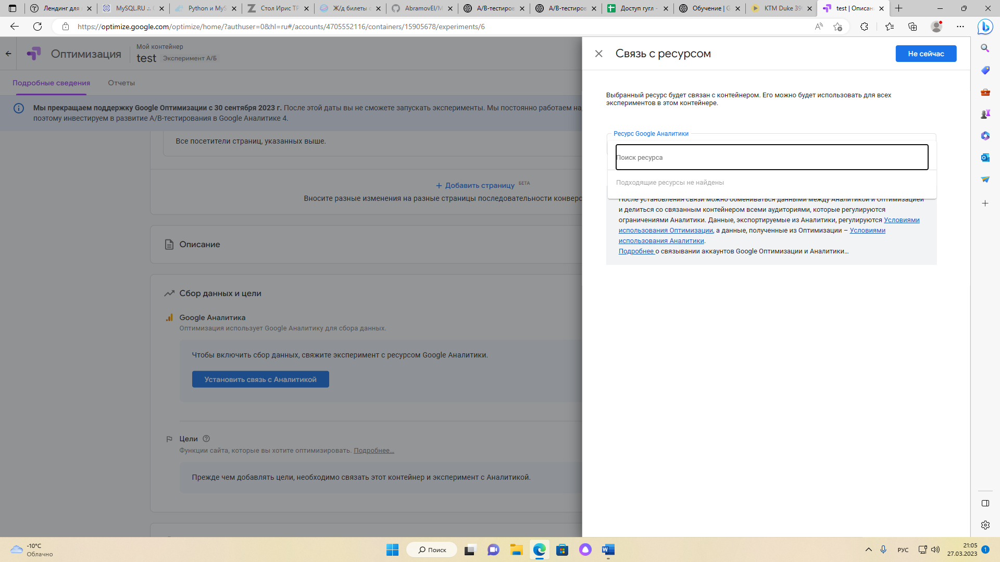 Лендинг для
MySQL.RU .:.
Python и MyS
Стол Ирис ТР
Ж/д билеты
AbramovEI/M
А/В-тестиров
А/В-тестиров
Доступ гугл -
Обучение | G
KTM Duke 39
test | Описан
https://optimize.google.com/optimize/home/?authuser=0&hl=ru#/accounts/4705552116/containers/15905678/experiments/6
Оптимизация
Мой контейнер
test Эксперимент А/Б
Подробные сведения Отчеты
Мы прекращаем поддержку Google Оптимизации с 30 сентября 2023 г. После этой даты вы не сможете запускать эксперименты. Мы постоянно работаем на
поэтому инвестируем в развитие A/B-тестирования в Google Аналитике 4.
Все посетители страниц, указанных выше.
+ Добавить страницу БЕТА
Вносите разные изменения на разные страницы последовательности конверс
Описание
Сбор данных и цели
Google Аналитика
Оптимизация использует Google Аналитику для сбора данных.
Чтобы включить сбор данных, свяжите эксперимент с ресурсом Google Аналитики.
Установить связь с Аналитикой
Цели
Функции сайта, которые вы хотите оптимизировать. Подробнее…
Прежде чем добавлять цели, необходимо связать этот контейнер и эксперимент с Аналитикой.
Связь с ресурсом
Не сейчас
Выбранный ресурс будет связан с контейнером. Его можно будет использовать для всех
экспериментов в этом контейнере.
Ресурс Google Аналитики
Поиск ресурса
Подходящие ресурсы не найдены
После установления связи можно обмениваться данными между Аналитикой и Оптимизацией
и делиться со связанным контейнером всеми аудиториями, которые регулируются
ограничениями Аналитики. Данные, экспортируемые из Аналитики, регулируются Условиями
использования Оптимизации, а данные, полученные из Оптимизации – Условиями
использования Аналитики.
Подробнее о связывании аккаунтов Google Оптимизации и Аналитики…
-10°C
Облачно
Поиск
РУС
21:05
27.03.2023
1